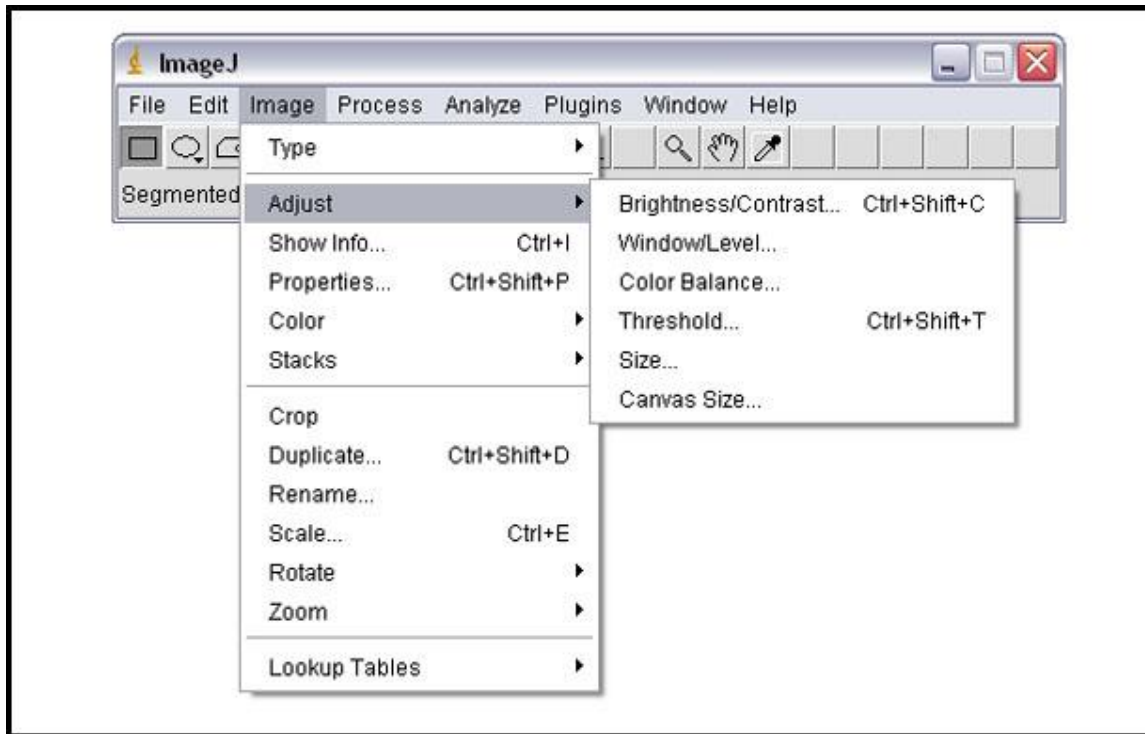 ImageJ
File Edit Image Process Analyze Plugins Window Help
Segmented
Type
Adjust
Show Info... Ctrl+I
Properties... Ctrl+Shift+P
Color
Stacks
Crop
Duplicate... Ctrl+Shift+D
Rename...
Scale... Ctrl+E
Rotate
Zoom
Lookup Tables
Brightness/Contrast... Ctrl+Shift+C
Window/Level...
Color Balance...
Threshold... Ctrl+Shift+T
Size...
Canvas Size...